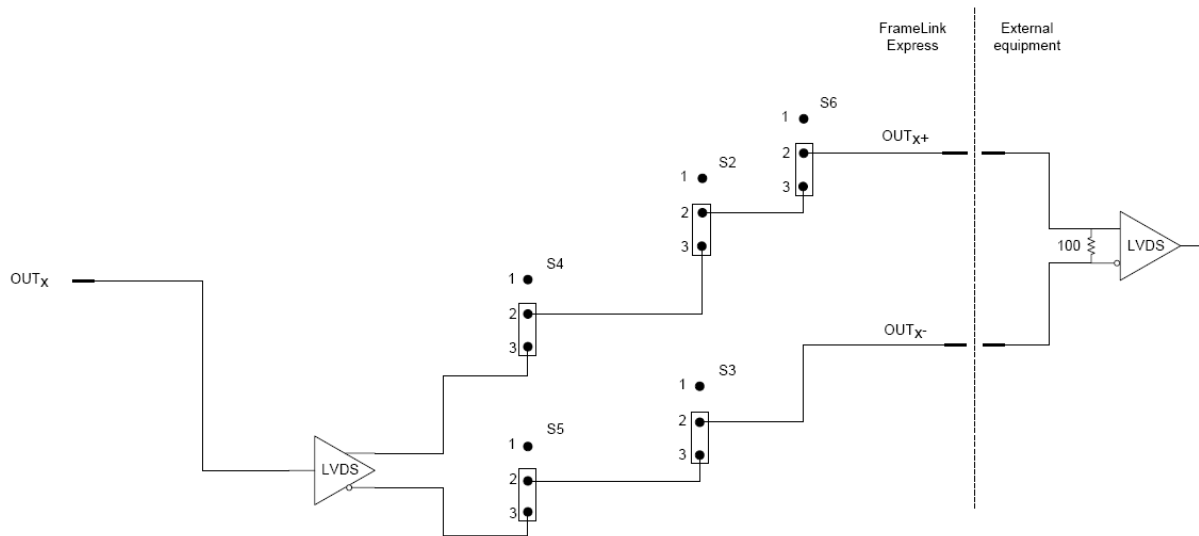 FrameLink
Express
External
equipment
S6
1
2
3
OUTx+
S2
1
2
3
100
LVDS
S4
1
2
3
OUTx
OUTx-
S3
1
2
3
S5
1
2
3
LVDS